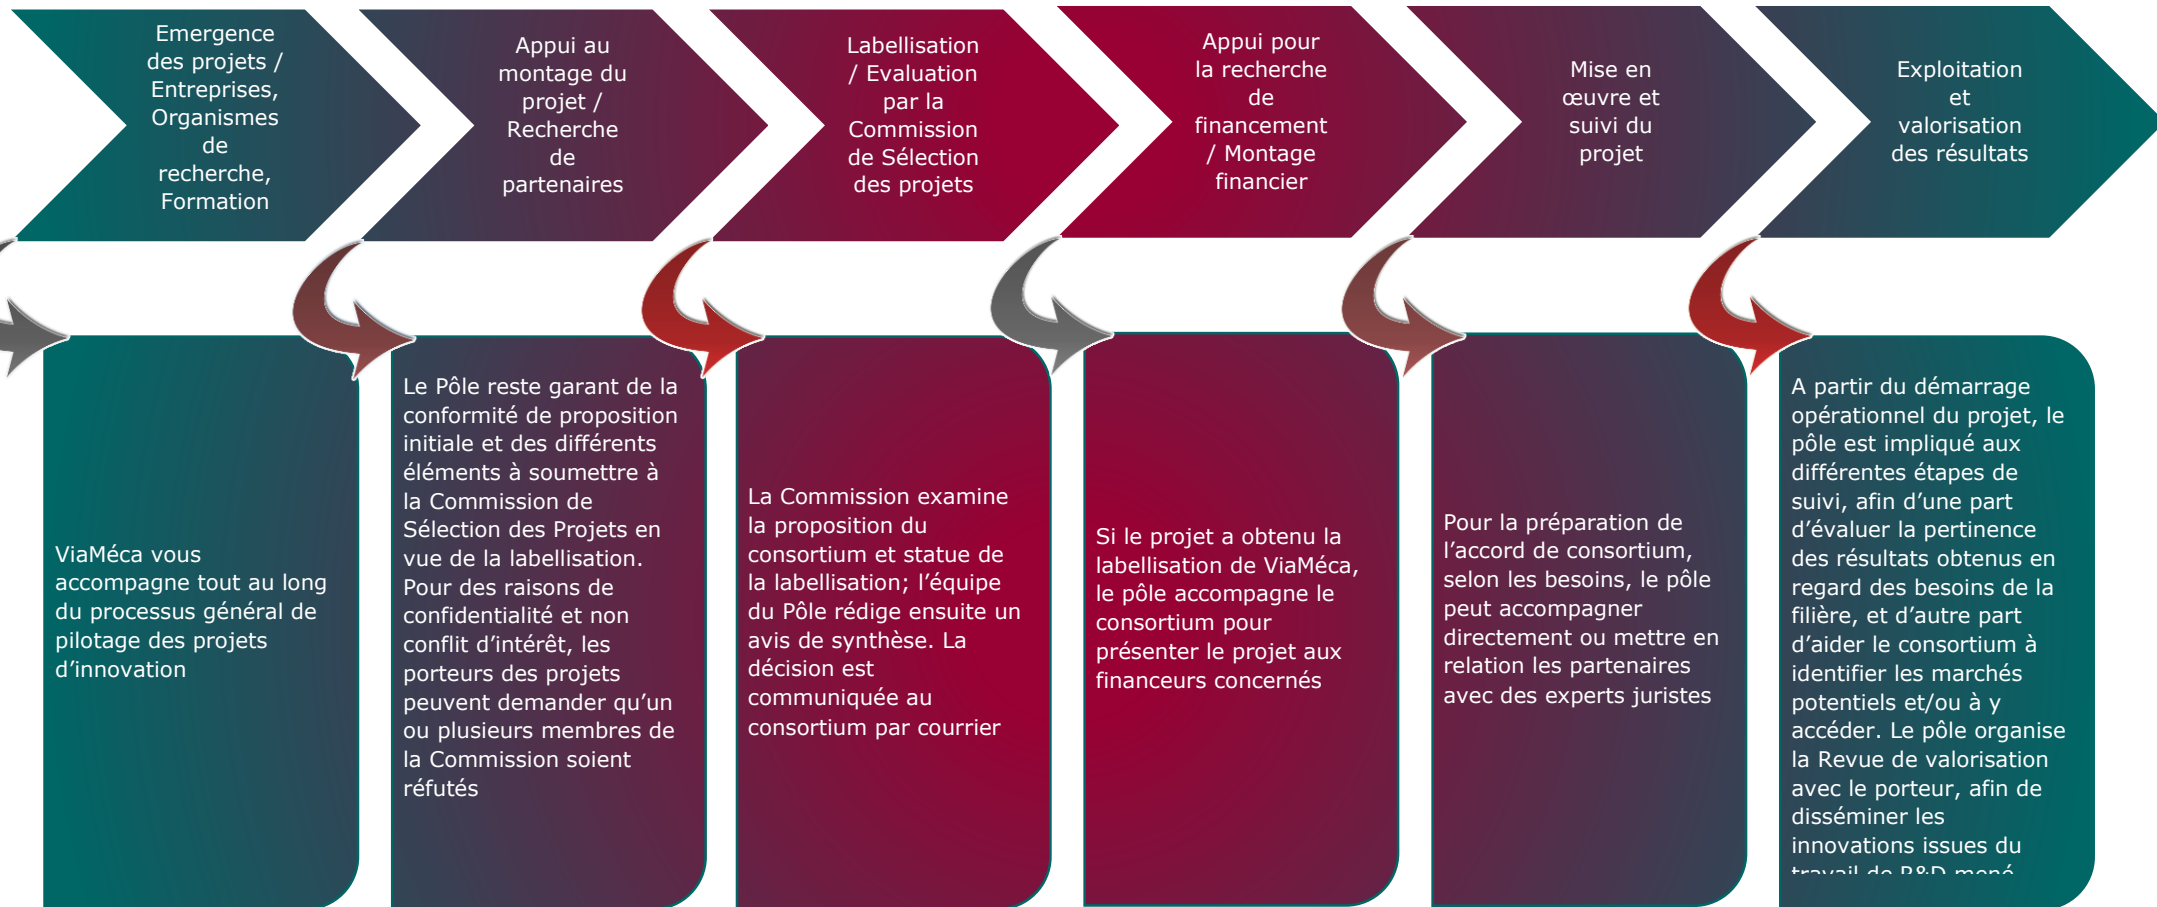 Emergence
des projets /
Entreprises,
Organismes
de
recherche,
Formation
Appui au
montage du
projet /
Recherche
de
partenaires
Labellisation
/ Evaluation
par la
Commission
de Sélection
des projets
Appui pour
la recherche
de
financement
/ Montage
financier
Mise en
œuvre et
suivi du
projet
Exploitation
et
valorisation
des résultats
ViaMéca vous
accompagne tout au long
du processus général de
pilotage des projets
d’innovation
Le Pôle reste garant de la
conformité de proposition
initiale et des différents
éléments à soumettre à
la Commission de
Sélection des Projets en
vue de la labellisation.
Pour des raisons de
confidentialité et non
conflit d’intérêt, les
porteurs des projets
peuvent demander qu’un
ou plusieurs membres de
la Commission soient
réfutés
La Commission examine
la proposition du
consortium et statue de
la labellisation; l’équipe
du Pôle rédige ensuite un
avis de synthèse. La
décision est
communiquée au
consortium par courrier
Si le projet a obtenu la
labellisation de ViaMéca,
le pôle accompagne le
consortium pour
présenter le projet aux
financeurs concernés
Pour la préparation de
l’accord de consortium,
selon les besoins, le pôle
peut accompagner
directement ou mettre en
relation les partenaires
avec des experts juristes
A partir du démarrage
opérationnel du projet, le
pôle est impliqué aux
différentes étapes de
suivi, afin d’une part
d’évaluer la pertinence
des résultats obtenus en
regard des besoins de la
filière, et d’autre part
d’aider le consortium à
identifier les marchés
potentiels et/ou à y
accéder. Le pôle organise
la Revue de valorisation
avec le porteur, afin de
disséminer les
innovations issues du
travail de R&D mené